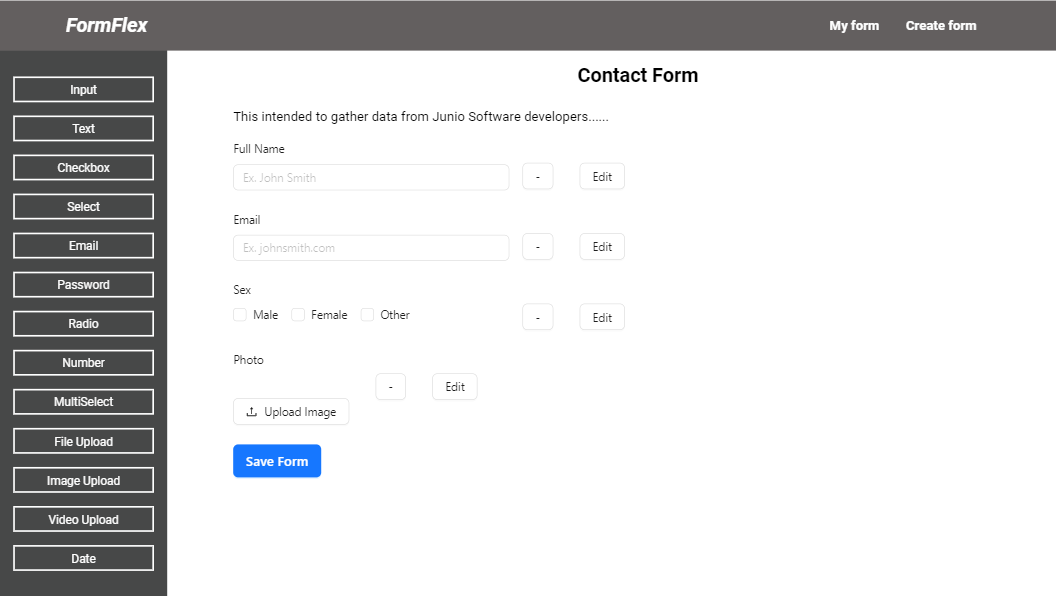 FormFlex
My form Create form
Input
Text
Checkbox
Select
Email
Password
Radio
Number
MultiSelect
File Upload
Image Upload
Video Upload
Date
Contact Form
This intended to gather data from Junio Software developers......
Full Name
Ex. John Smith - Edit
Email
Ex. johnsmith.com - Edit
Sex
Male Female Other - Edit
Photo
- Edit
Upload Image
Save Form